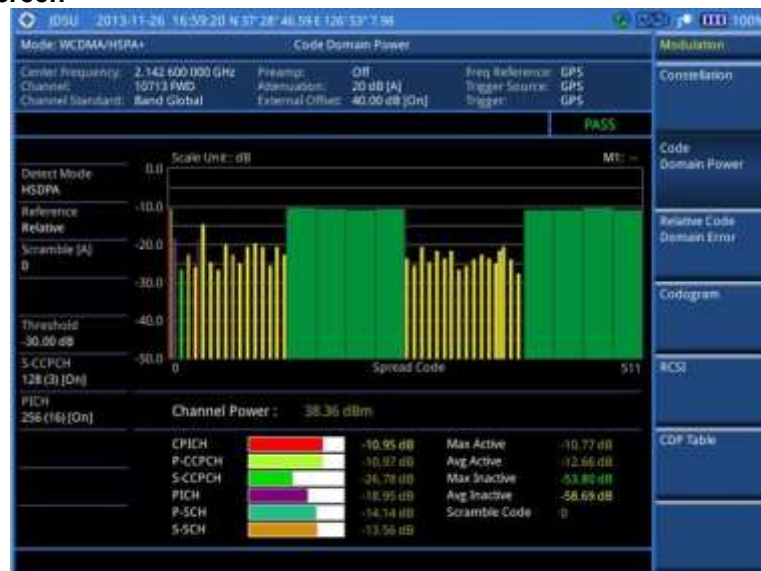 JDSU 2013-11-26 16:59:20 N 37° 28' 46.59 E 126° 53' 7.98 100%
Mode: WCDMA/HSPA+ Code Domain Power Modulation
Center Frequency: 2.142 600 000 GHz Preamp: Off Freq Reference: GPS
Channel: 10713 FWD Attenuation: 20 dB [A] Trigger Source: GPS
Channel Standard: Band Global External Offset: 40.00 dB [On] Trigger: GPS
Constellation
PASS
Code
Domain Power
Scale Unit: dB M1: --
Detect Mode
HSDPA
Reference
Relative
Scramble [A]
0
Threshold
-30.00 dB
S-CCPCH
128 (3) [On]
PICH
256 (16) [On]
0.0
-10.0
-20.0
-30.0
-40.0
-50.0
0 Spread Code 511
Relative Code
Domain Error
Codogram
RCSI
CDP Table
Channel Power : 38.36 dBm
CPICH -10.95 dB Max Active -10.77 dB
P-CCPCH -10.97 dB Avg Active -12.66 dB
S-CCPCH -26.78 dB Max Inactive -53.80 dB
PICH -18.95 dB Avg Inactive -58.69 dB
P-SCH -14.14 dB Scramble Code 0
S-SCH -13.56 dB